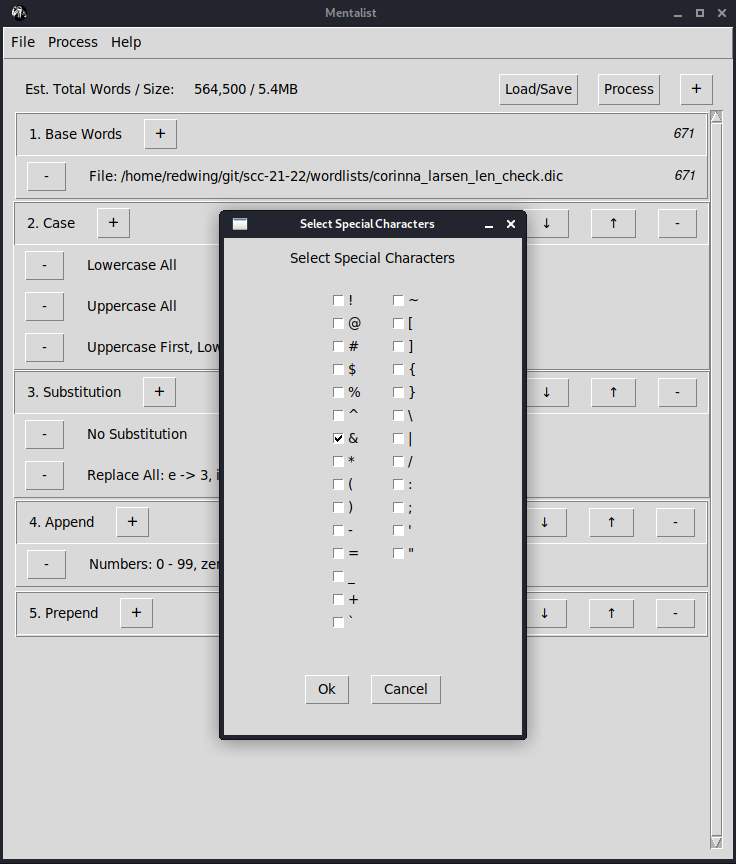 Mentalist
File Process Help
Est. Total Words / Size: 564,500 / 5.4MB Load/Save Process +
1. Base Words + 671
- File: /home/redwing/git/scc-21-22/wordlists/corinna_larsen_len_check.dic 671
2. Case + ↓ ↑ -
- Lowercase All
- Uppercase All
- Uppercase First, Low
3. Substitution + ↓ ↑ -
- No Substitution
- Replace All: e -> 3, i
4. Append + ↓ ↑ -
- Numbers: 0 - 99, zer
5. Prepend + ↓ ↑ -
Select Special Characters
Select Special Characters
! ~
@ [
# ]
$ {
% }
^ \
& |
* /
( :
) ;
- '
= "
_
+
`
Ok Cancel